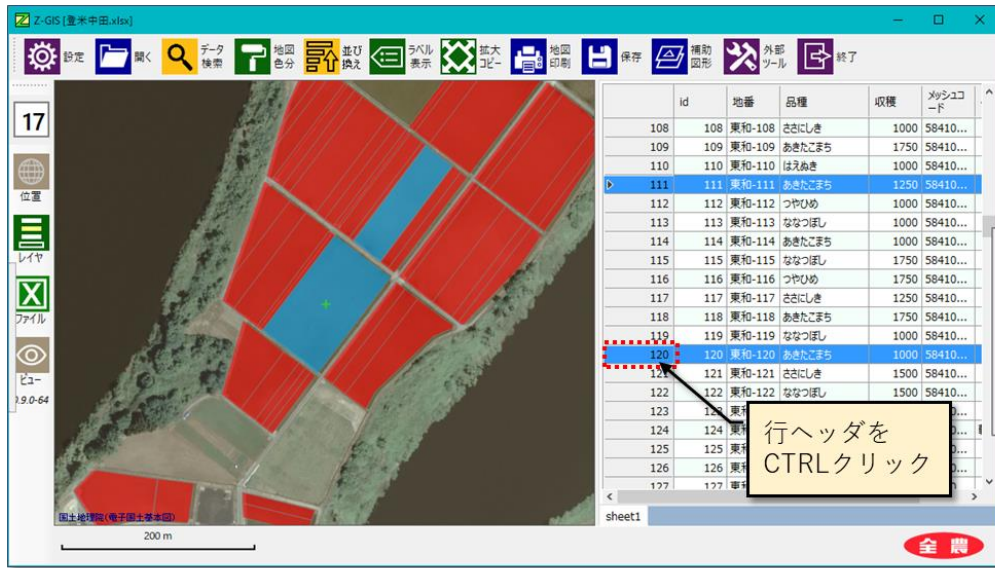 Z-GIS [登米中田.xlsx]
設定 開く データ検索 地図色分 並び換え ラベル表示 拡大コピー 地図印刷 保存 補助図形 外部ツール 終了
17
位置
レイヤ
ファイル
ビュー
.9.0-64
国土地理院(電子国土基本図)
200 m
id 地番 品種 収穫 メッシュコード
108 108 東和-108 ささにしき 1000 58410...
109 109 東和-109 あきたこまち 1750 58410...
110 110 東和-110 はえぬき 1000 58410...
111 111 東和-111 あきたこまち 1250 58410...
112 112 東和-112 つやひめ 1000 58410...
113 113 東和-113 ななつぼし 1000 58410...
114 114 東和-114 あきたこまち 1000 58410...
115 115 東和-115 ななつぼし 1750 58410...
116 116 東和-116 つやひめ 1750 58410...
117 117 東和-117 ささにしき 1250 58410...
118 118 東和-118 あきたこまち 1750 58410...
119 119 東和-119 ななつぼし 1000 58410...
120 120 東和-120 あきたこまち 1000 58410...
121 121 東和-121 ささにしき 1500 58410...
122 122 東和-122 ななつぼし 1500 58410...
123 123
124 124
125 125
126 126
127 127
行ヘッダを
CTRLクリック
sheet1
全農